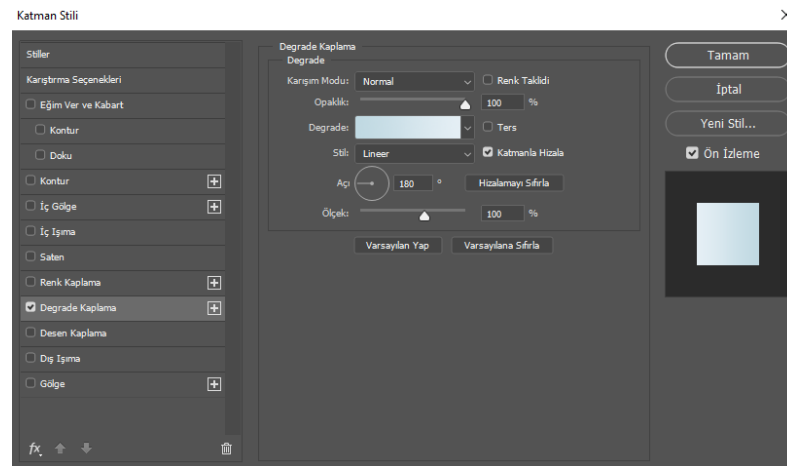 Katman Stili
Stiller
Karıştırma Seçenekleri
Eğim Ver ve Kabart
Kontur
Doku
Kontur
İç Gölge
İç Işıma
Saten
Renk Kaplama
Degrade Kaplama
Desen Kaplama
Dış Işıma
Gölge
fx
Degrade Kaplama
Degrade
Karışım Modu: Normal Renk Taklidi
Opaklık: 100 %
Degrade: Ters
Stil: Lineer Katmanla Hizala
Açı 180 ° Hizalamayı Sıfırla
Ölçek: 100 %
Varsayılan Yap Varsayılana Sıfırla
Tamam
İptal
Yeni Stil...
Ön İzleme